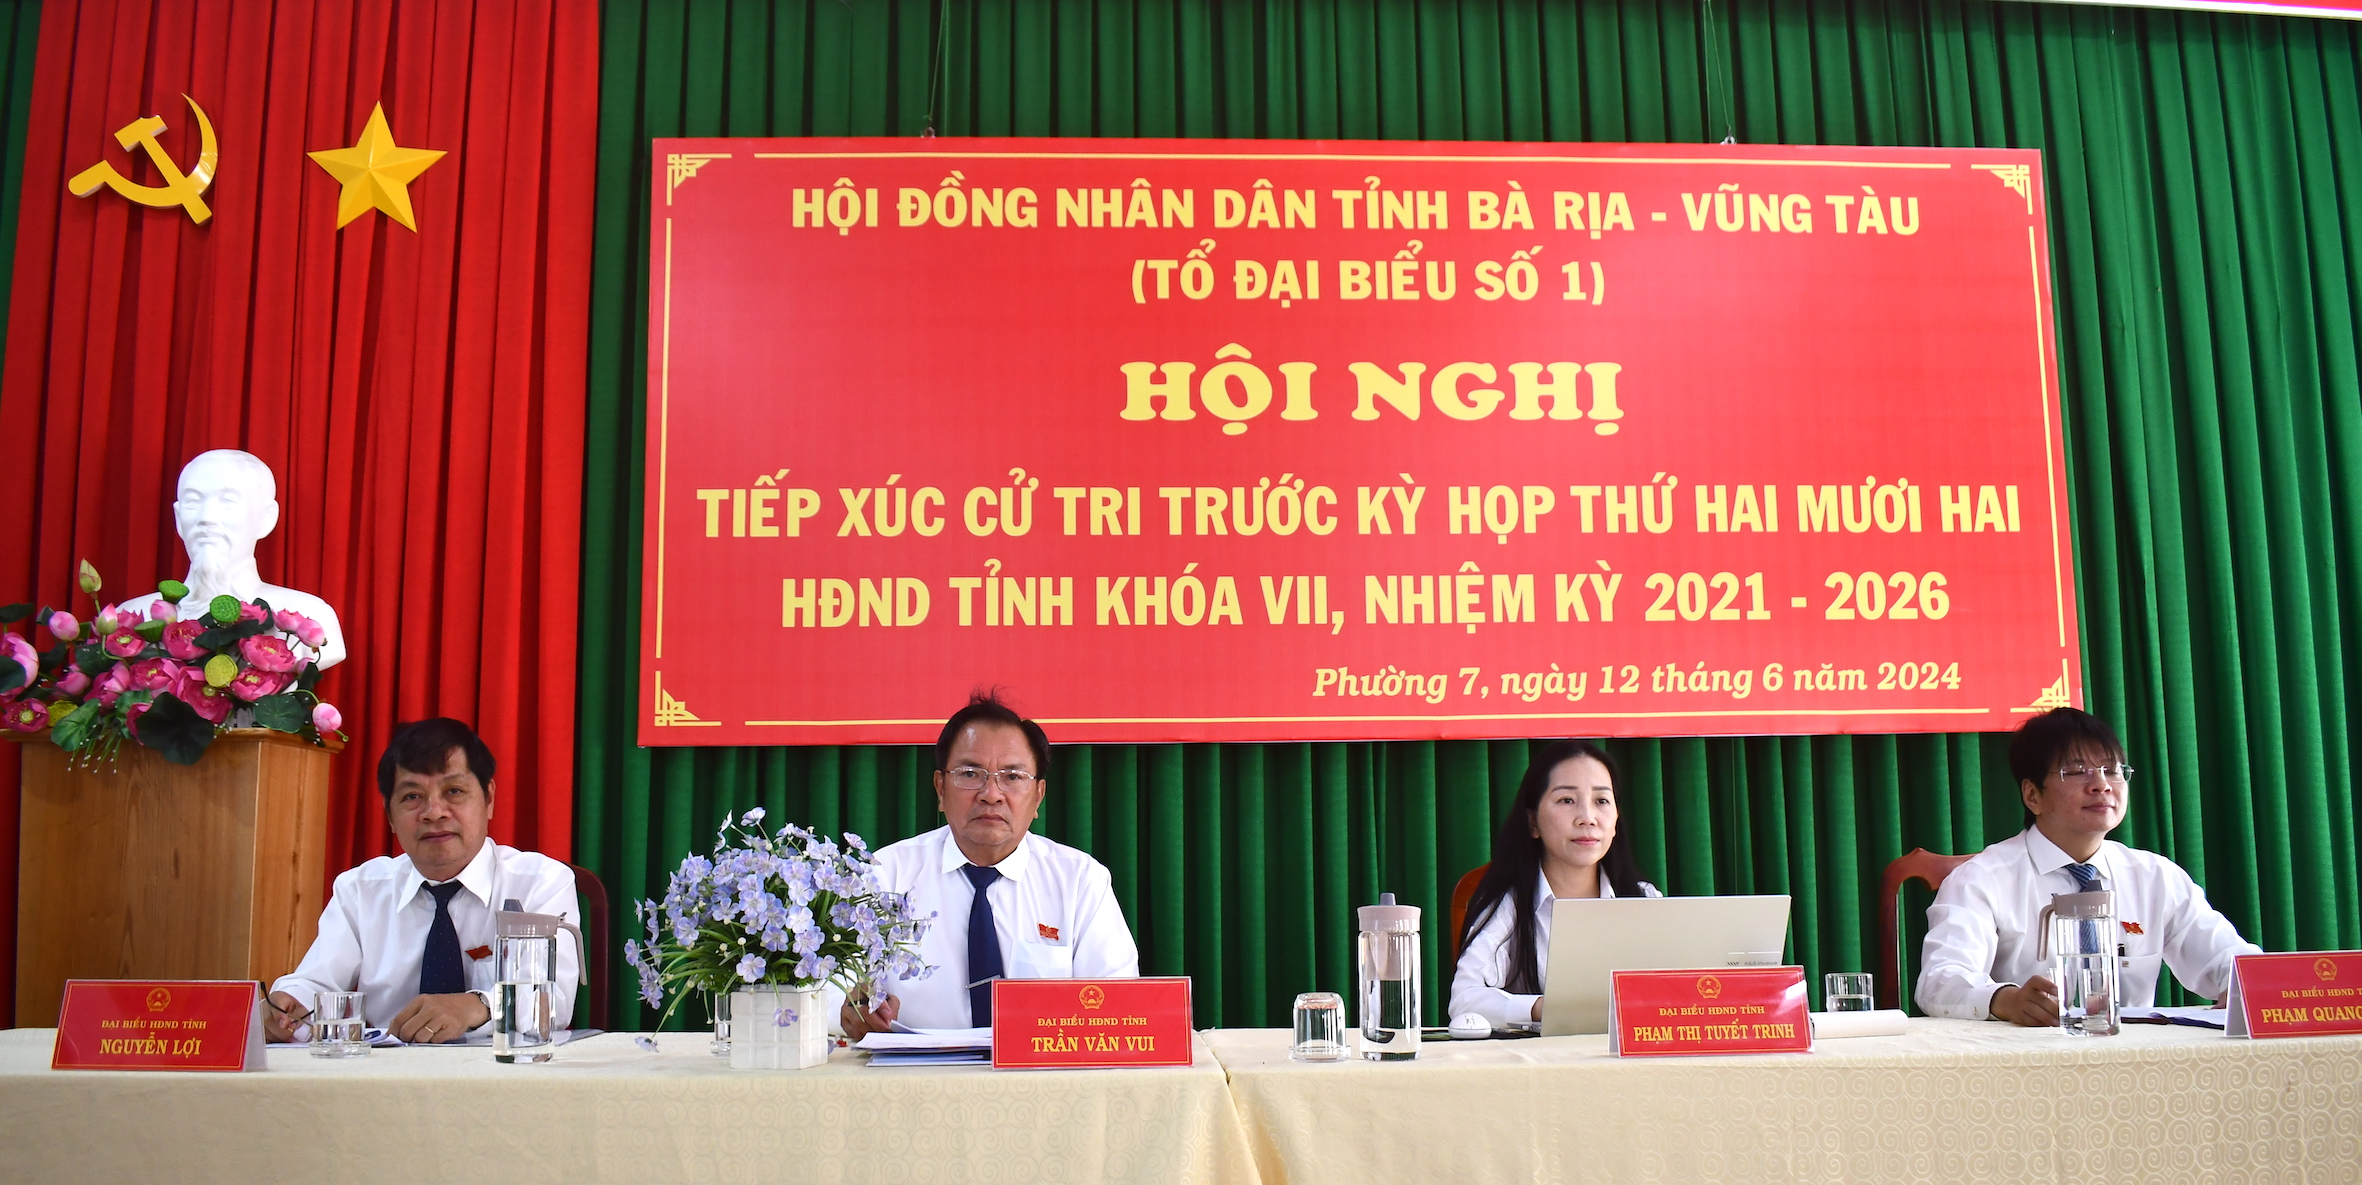 HỘI ĐỒNG NHÂN DÂN TỈNH BÀ RỊA - VŨNG TÀU
(TỔ ĐẠI BIỂU SỐ 1)
HỘI NGHỊ
TIẾP XÚC CỬ TRI TRƯỚC KỲ HỌP THỨ HAI MƯƠI HAI
HĐND TỈNH KHÓA VII, NHIỆM KỲ 2021 - 2026
Phường 7, ngày 12 tháng 6 năm 2024
ĐẠI BIỂU HĐND TỈNH
NGUYỄN LỢI
ĐẠI BIỂU HĐND TỈNH
TRẦN VĂN VUI
ĐẠI BIỂU HĐND TỈNH
PHẠM THỊ TUYẾT TRINH
ĐẠI BIỂU HĐND
PHẠM QUANG